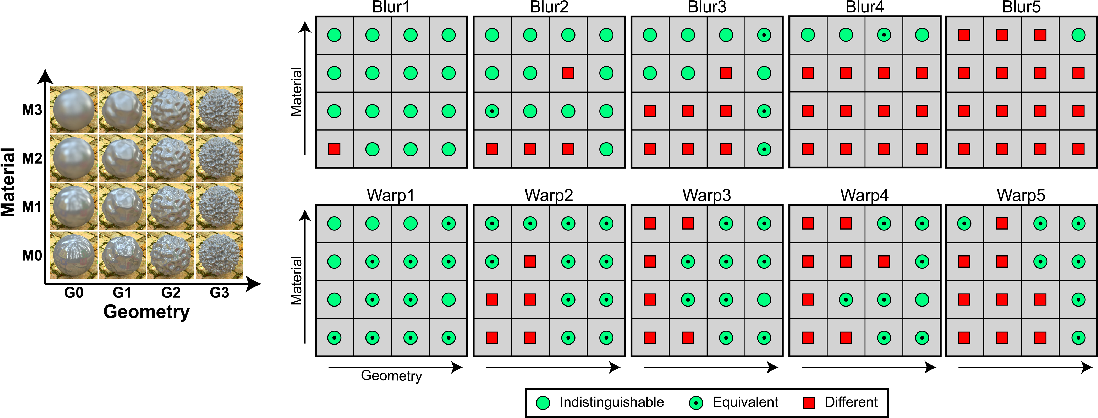 Blur1 Blur2 Blur3 Blur4 Blur5
Material
M3
M2
M1
M0
Material
G0 G1 G2 G3
Geometry
Warp1 Warp2 Warp3 Warp4 Warp5
Material
Geometry
Indistinguishable Equivalent Different